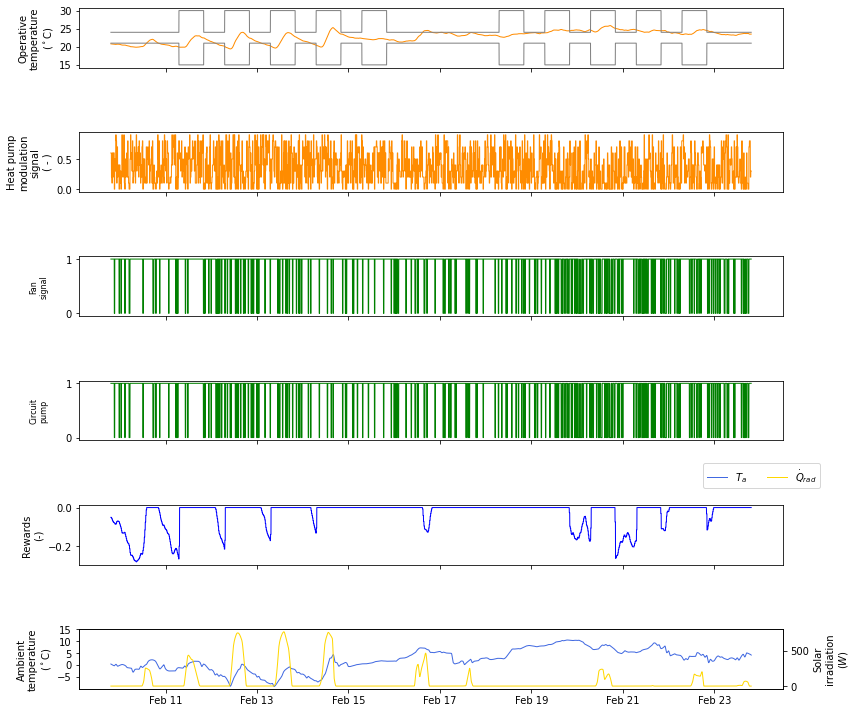 Operative
temperature
(°C)
30
25
20
15
Heat pump
modulation
signal
( - )
0.5
0.0
Fan
signal
1
0
Circuit
pump
1
0
T_a
Q̇_rad
Rewards
(-)
0.0
−0.2
Ambient
temperature
(°C)
15
10
5
0
−5
500
0
Solar
irradiation
(W)
Feb 11 Feb 13 Feb 15 Feb 17 Feb 19 Feb 21 Feb 23